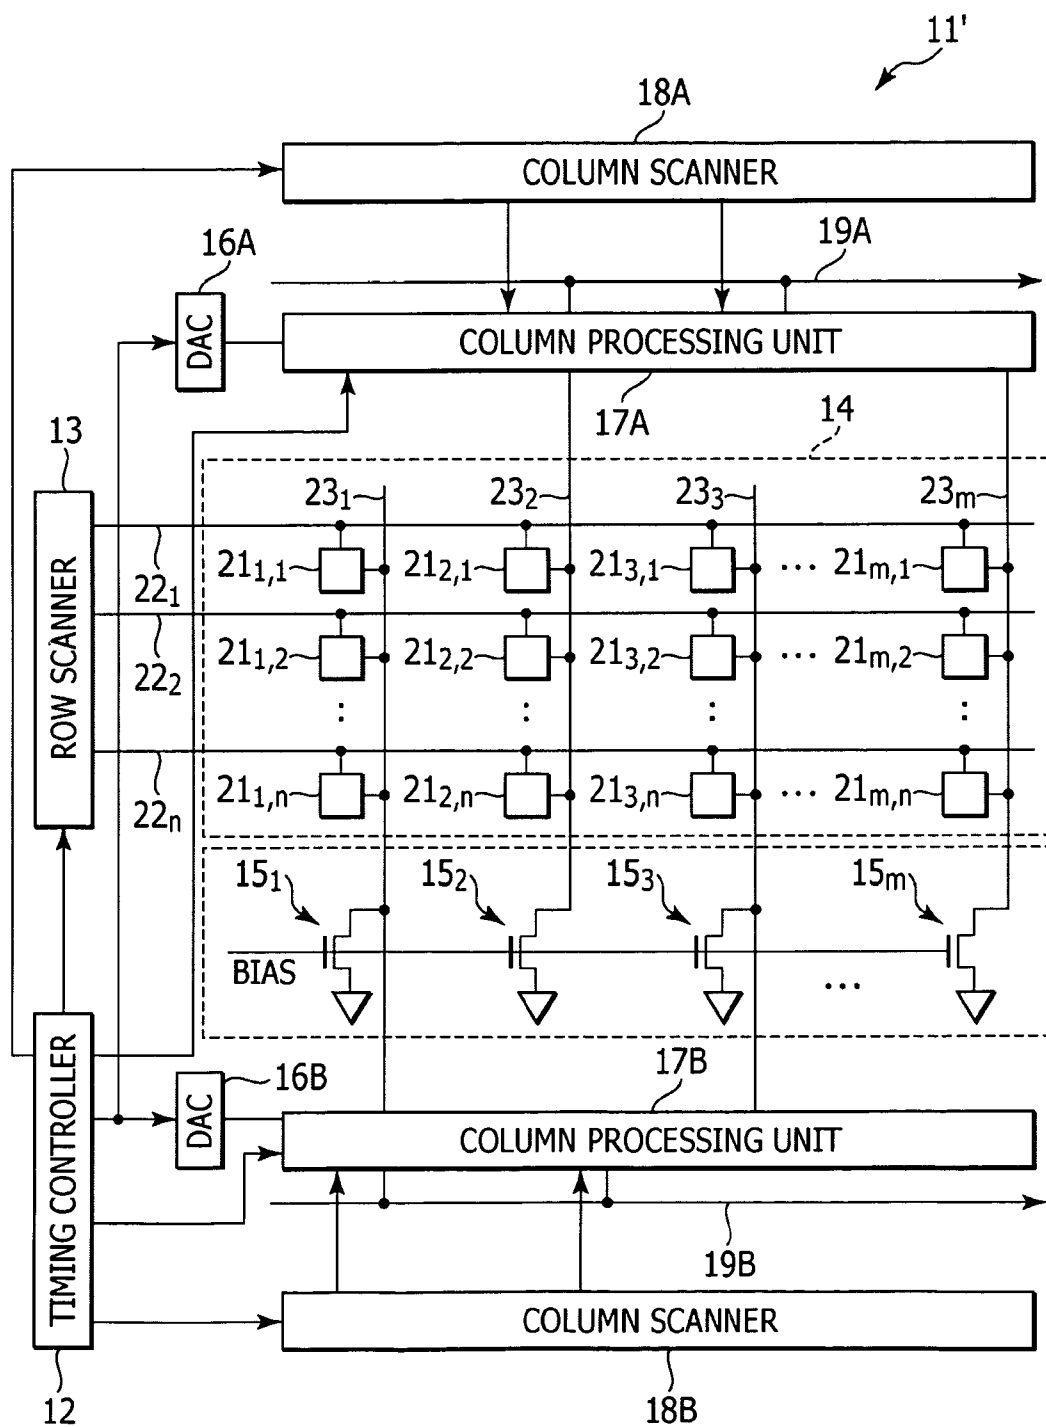 11'
18A
COLUMN SCANNER
16A
19A
DAC
COLUMN PROCESSING UNIT
13
17A
14
23₁ 23₂ 23₃ 23ₘ
ROW SCANNER
21₁,₁ 21₂,₁ 21₃,₁ ... 21ₘ,₁
22₁
21₁,₂ 21₂,₂ 21₃,₂ ... 21ₘ,₂
22₂
21₁,ₙ 21₂,ₙ 21₃,ₙ ... 21ₘ,ₙ
22ₙ
15₁ 15₂ 15₃ 15ₘ
BIAS
...
TIMING CONTROLLER
16B
17B
DAC
COLUMN PROCESSING UNIT
19B
COLUMN SCANNER
12
18B